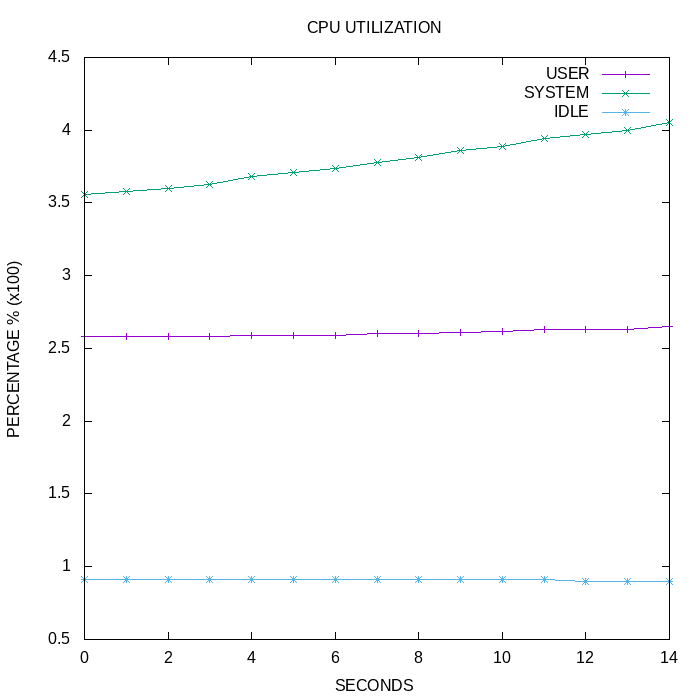 CPU UTILIZATION
4.5
4
3.5
3
2.5
2
1.5
1
0.5
PERCENTAGE % (x100)
USER
SYSTEM
IDLE
0 2 4 6 8 10 12 14
SECONDS